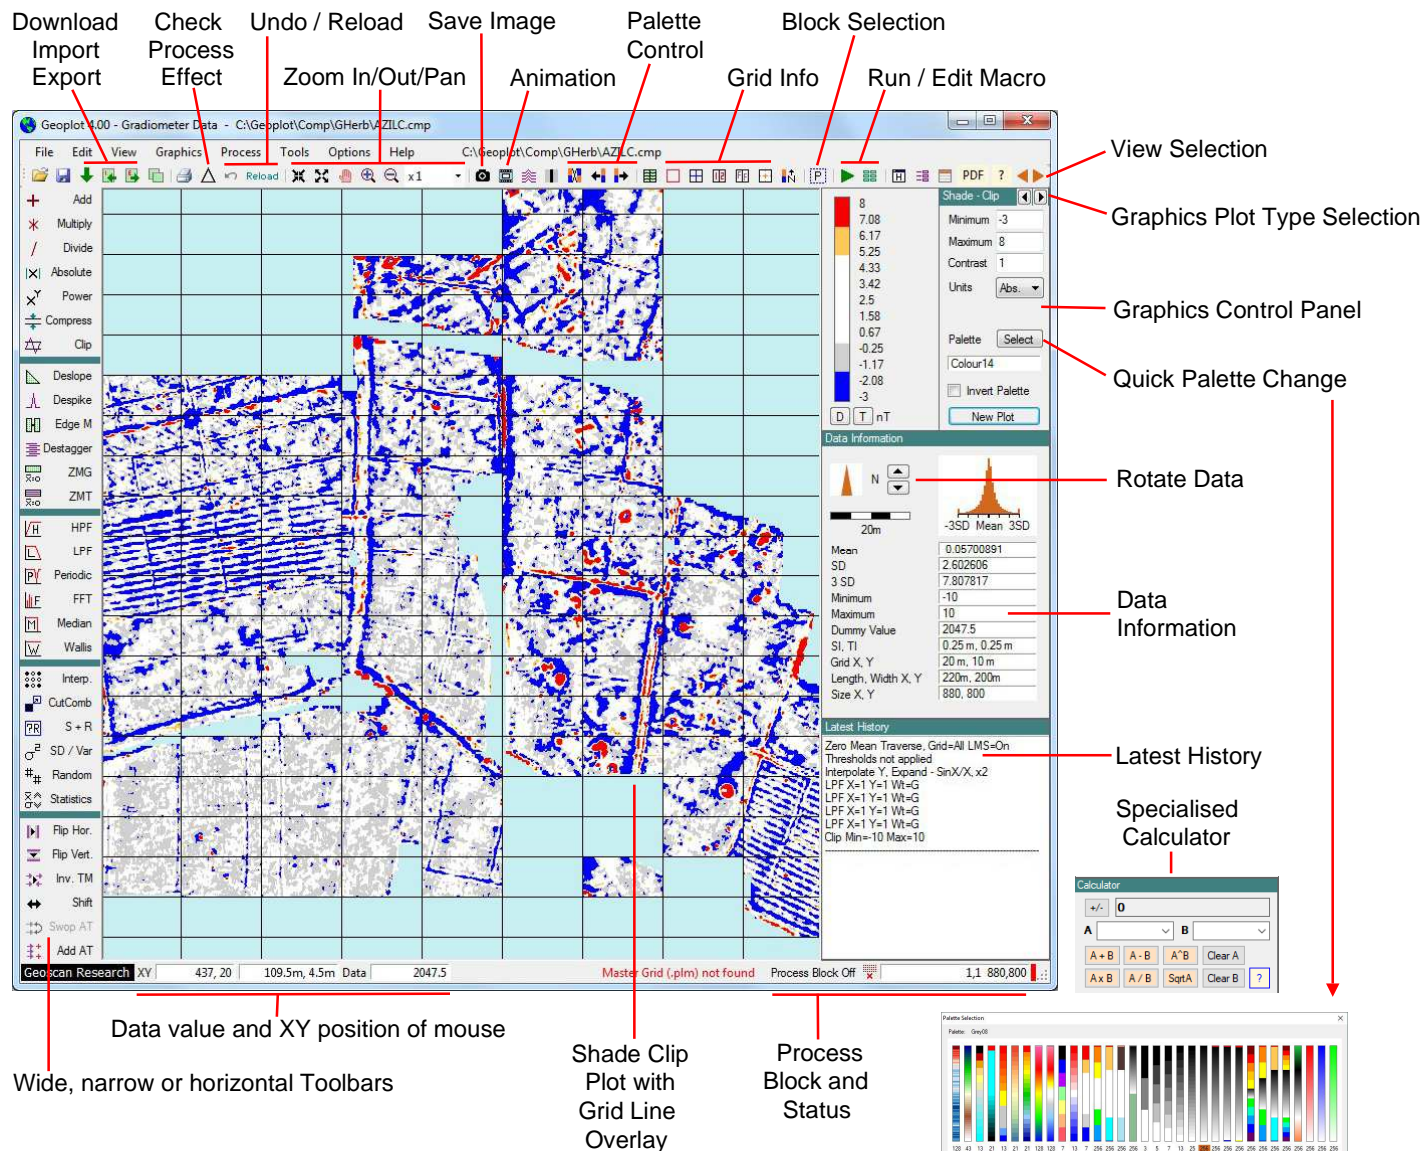 Download
Import
Export
Check
Process
Effect
Undo / Reload
Save Image
Palette
Control
Block Selection
Zoom In/Out/Pan
Animation
Grid Info
Run / Edit Macro
Geoplot 4.00 - Gradiometer Data - C:\Geoplot\Comp\GHerb\AZILC.cmp
File Edit View Graphics Process Tools Options Help C:\Geoplot\Comp\GHerb\AZILC.cmp
Reload x1 P PDF ?
View Selection
Graphics Plot Type Selection
Graphics Control Panel
Quick Palette Change
Rotate Data
Data
Information
Latest History
Specialised
Calculator
Add
Multiply
Divide
Absolute
Power
Compress
Clip
Deslope
Despike
Edge M
Destagger
ZMG
ZMT
HPF
LPF
Periodic
FFT
Median
Wallis
Interp.
CutComb
S + R
SD / Var
Random
Statistics
Flip Hor.
Flip Vert.
Inv. TM
Shift
Swop AT
Add AT
8
7.08
6.17
5.25
4.33
3.42
2.5
1.58
0.67
-0.25
-1.17
-2.08
-3
D T nT
Shade - Clip
Minimum -3
Maximum 8
Contrast 1
Units Abs.
Palette Select
Colour14
Invert Palette
New Plot
Data Information
N
20m
-3SD Mean 3SD
Mean 0.05700891
SD 2.602606
3 SD 7.807817
Minimum -10
Maximum 10
Dummy Value 2047.5
SI, TI 0.25 m, 0.25 m
Grid X, Y 20 m, 10 m
Length, Width X, Y 220m, 200m
Size X, Y 880, 800
Latest History
Zero Mean Traverse, Grid=All LMS=On
Thresholds not applied
Interpolate Y, Expand - SinX/X, x2
LPF X=1 Y=1 Wt=G
LPF X=1 Y=1 Wt=G
LPF X=1 Y=1 Wt=G
LPF X=1 Y=1 Wt=G
Clip Min=-10 Max=10
Calculator
+/- 0
A B
A + B A - B A^B Clear A
A x B A / B SqrtA Clear B ?
Geoscan Research XY 437, 20 109.5m, 4.5m Data 2047.5 Master Grid (.plm) not found Process Block Off 1,1 880,800
Data value and XY position of mouse
Wide, narrow or horizontal Toolbars
Shade Clip
Plot with
Grid Line
Overlay
Process
Block and
Status
Palette Selection
Palette: Grey08